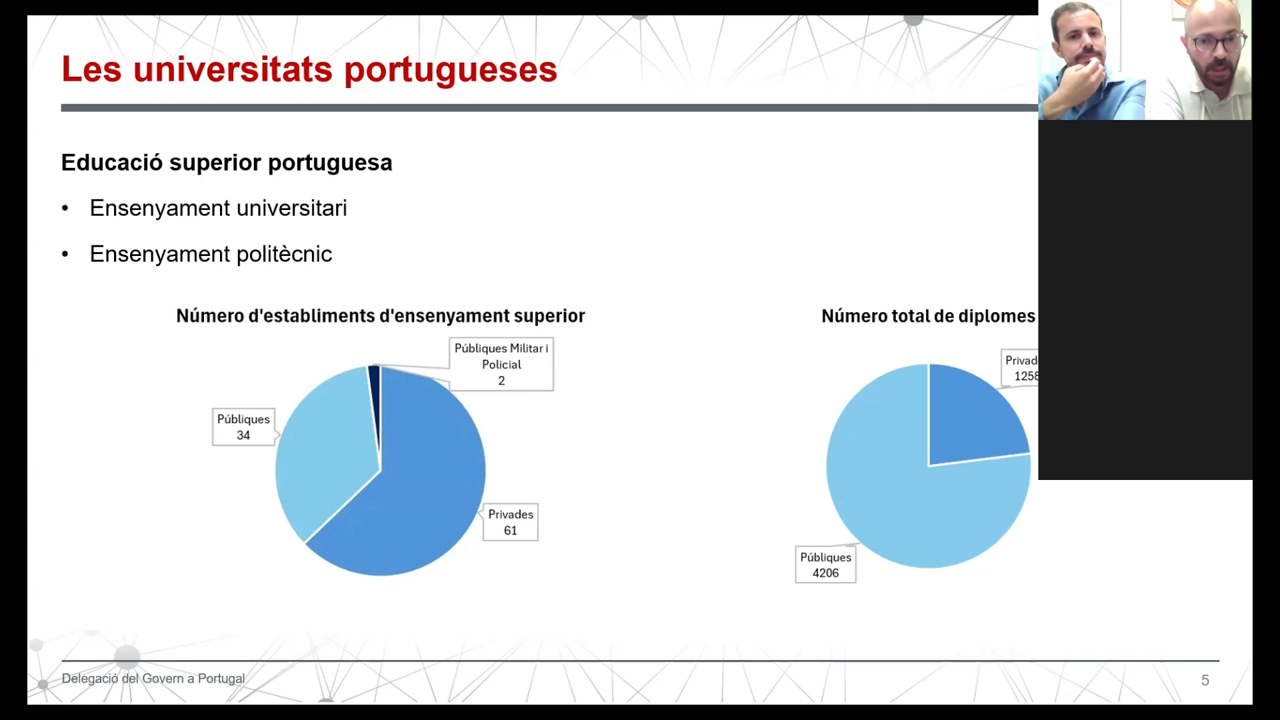 Les universitats portugueses
Educació superior portuguesa
• Ensenyament universitari
• Ensenyament politècnic
Número d'establiments d'ensenyament superior
Públiques Militar i
Policial
2
Públiques
34
Privades
61
Número total de diplomes
1258
Públiques
4206
Delegació del Govern a Portugal
5